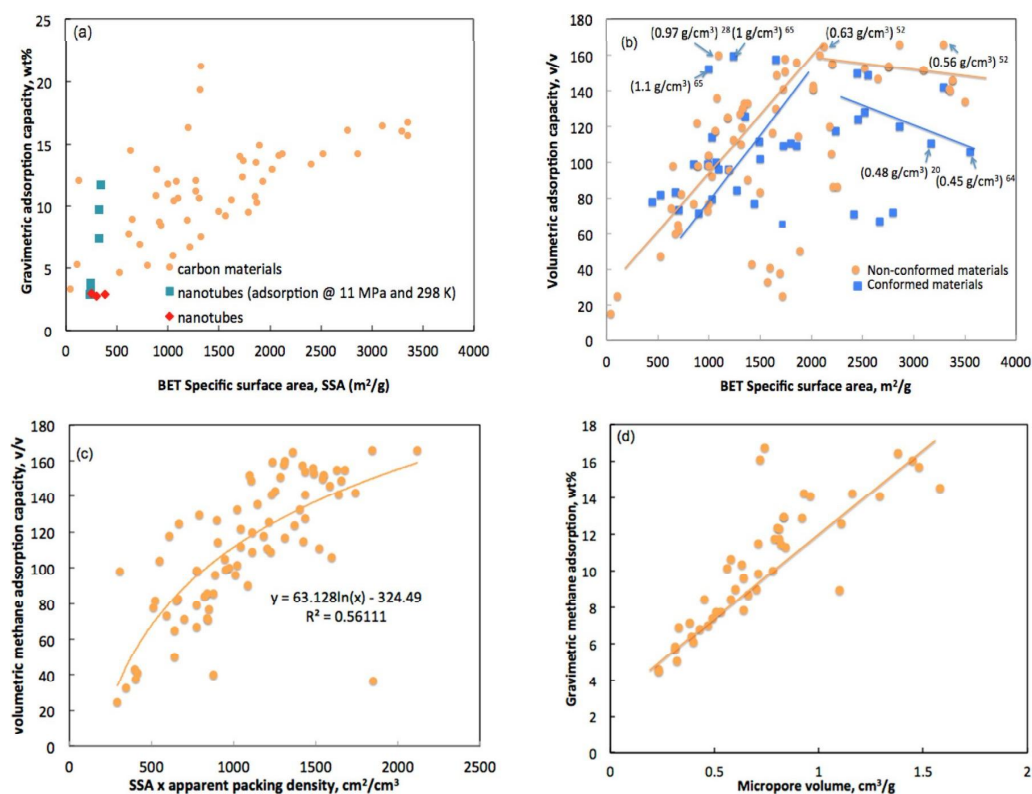 (a)
Gravimetric adsorption capacity, wt%
25
20
15
10
5
0
carbon materials
nanotubes (adsorption @ 11 MPa and 298 K)
nanotubes
0 500 1000 1500 2000 2500 3000 3500 4000
BET Specific surface area, SSA (m²/g)
(b)
Volumetric adsorption capacity, v/v
180
160
140
120
100
80
60
40
20
0
(0.97 g/cm³) ²⁸
(1 g/cm³) ⁶⁵
(0.63 g/cm³) ⁵²
(1.1 g/cm³) ⁶⁵
(0.56 g/cm³) ⁵²
(0.48 g/cm³) ²⁰
(0.45 g/cm³) ⁶⁴
Non-conformed materials
Conformed materials
0 500 1000 1500 2000 2500 3000 3500 4000
BET Specific surface area, m²/g
(c)
volumetric methane adsorption capacity, v/v
180
160
140
120
100
80
60
40
20
0
y = 63.128ln(x) - 324.49
R² = 0.56111
0 500 1000 1500 2000 2500
SSA x apparent packing density, cm²/cm³
(d)
Gravimetric methane adsorption, wt%
18
16
14
12
10
8
6
4
2
0
0 0.5 1 1.5 2
Micropore volume, cm³/g